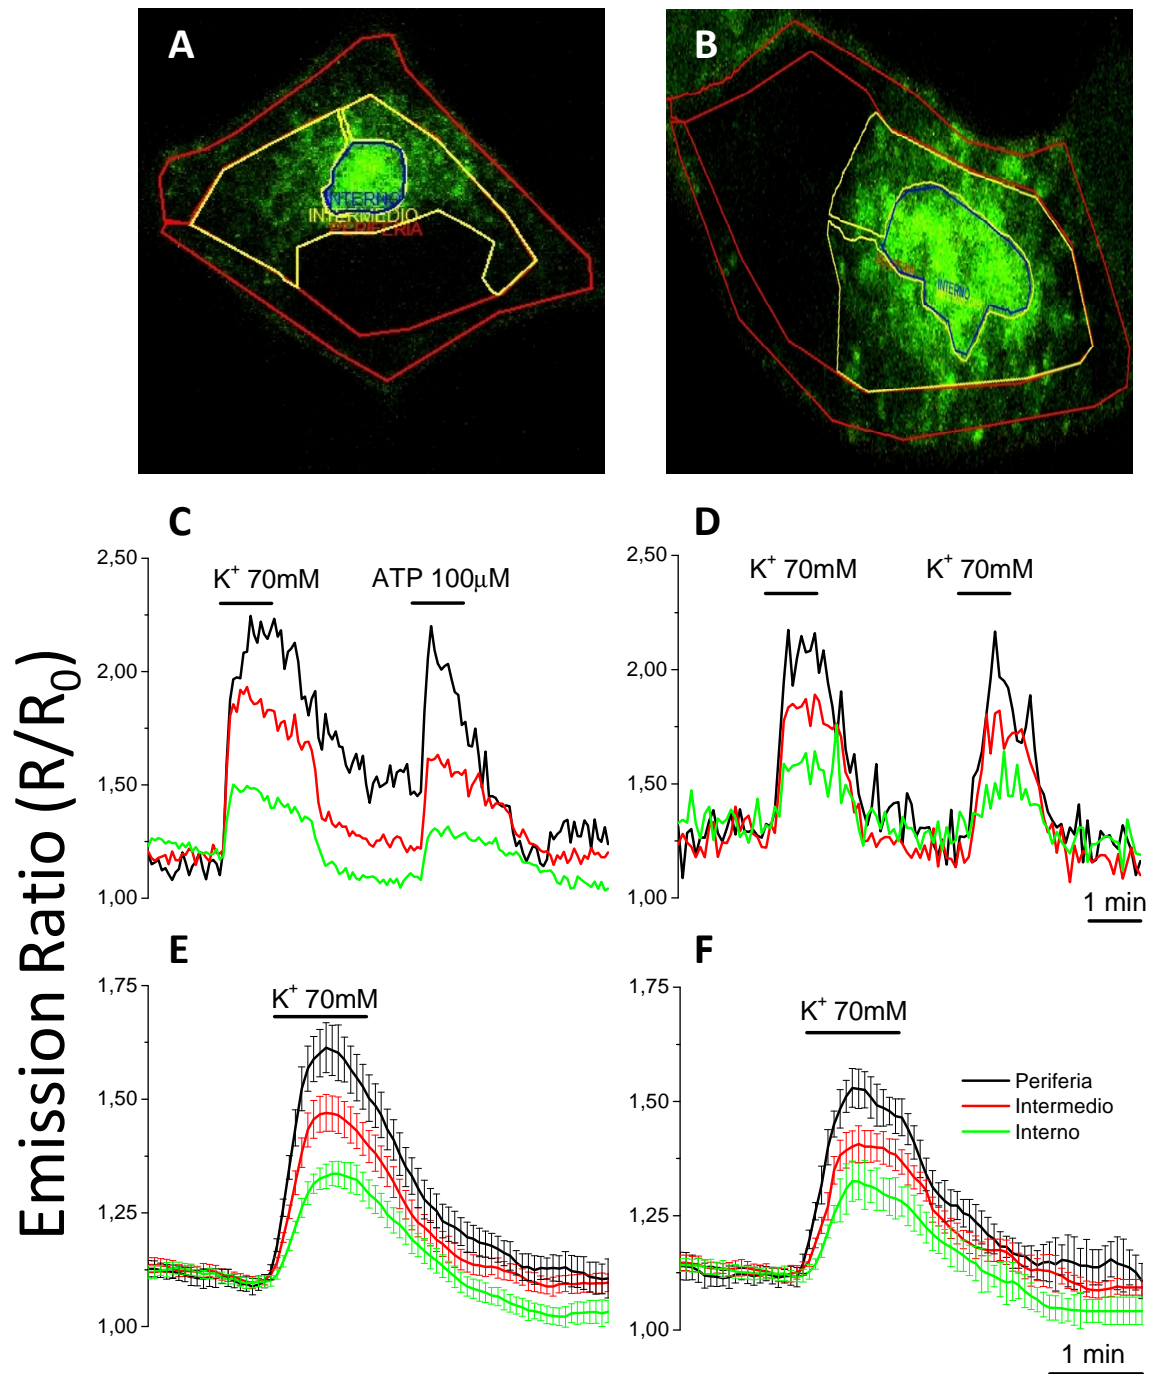 A
INTERNO
INTERMEDIO
PERIFERIA
B
INTERNO
Emission Ratio (R/R₀)
C
2,50
2,00
1,50
1,00
K⁺ 70mM
ATP 100μM
D
2,50
2,00
1,50
1,00
K⁺ 70mM
K⁺ 70mM
1 min
E
1,75
1,50
1,25
1,00
K⁺ 70mM
F
1,75
1,50
1,25
1,00
K⁺ 70mM
Periferia
Intermedio
Interno
1 min